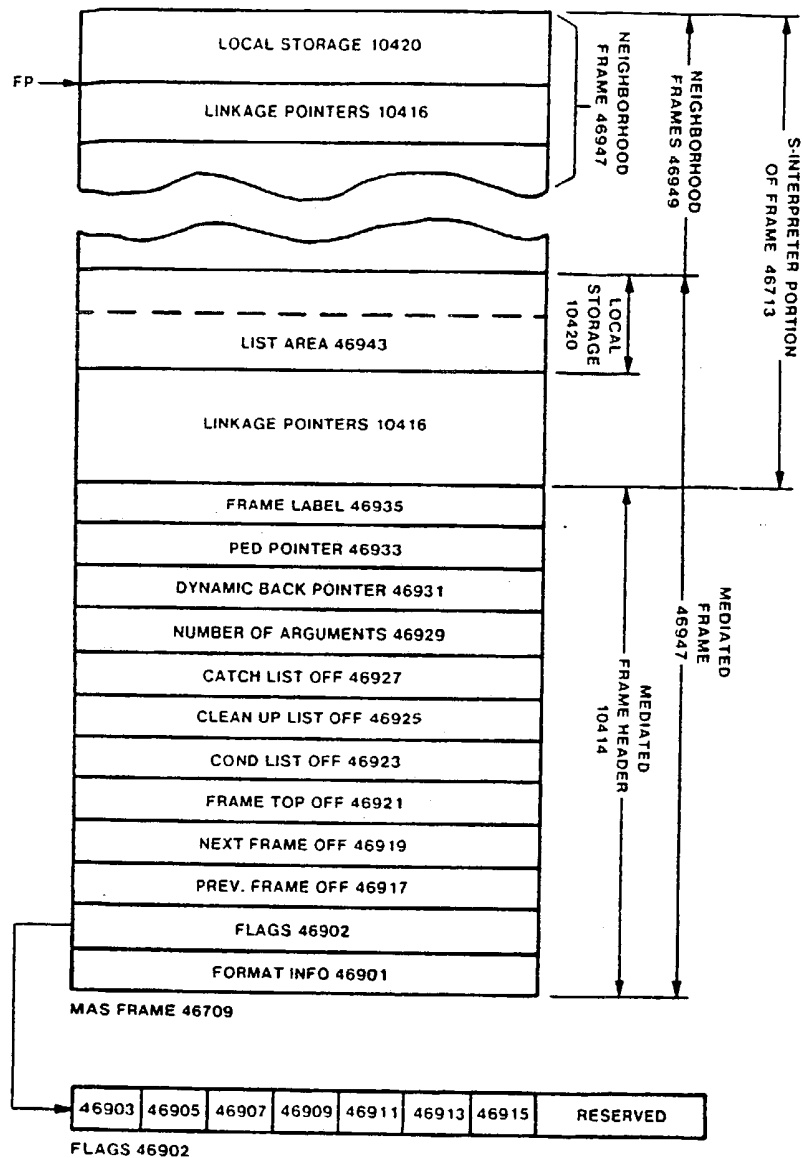 LOCAL STORAGE 10420
FP
LINKAGE POINTERS 10416
NEIGHBORHOOD
FRAME 46947
NEIGHBORHOOD
FRAMES 46949
S-INTERPRETER PORTION
OF FRAME 46713
LIST AREA 46943
LOCAL
STORAGE
10420
LINKAGE POINTERS 10416
FRAME LABEL 46935
PED POINTER 46933
DYNAMIC BACK POINTER 46931
NUMBER OF ARGUMENTS 46929
CATCH LIST OFF 46927
CLEAN UP LIST OFF 46925
COND LIST OFF 46923
FRAME TOP OFF 46921
NEXT FRAME OFF 46919
PREV. FRAME OFF 46917
FLAGS 46902
FORMAT INFO 46901
MEDIATED
FRAME HEADER
10414
MEDIATED
FRAME
46947
MAS FRAME 46709
46903 46905 46907 46909 46911 46913 46915 RESERVED
FLAGS 46902